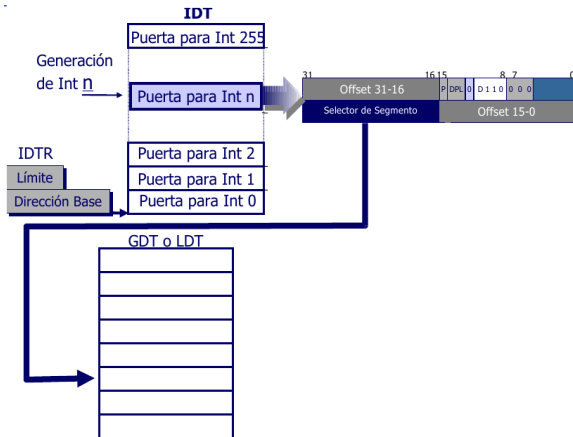 IDT
Puerta para Int 255
Generación
de Int n
Puerta para Int n
31
1615
8 7
0
Offset 31-16
P DPL 0 D 1 1 0 0 0 0
Selector de Segmento
Offset 15-0
Puerta para Int 2
Puerta para Int 1
Puerta para Int 0
IDTR
Límite
Dirección Base
GDT o LDT